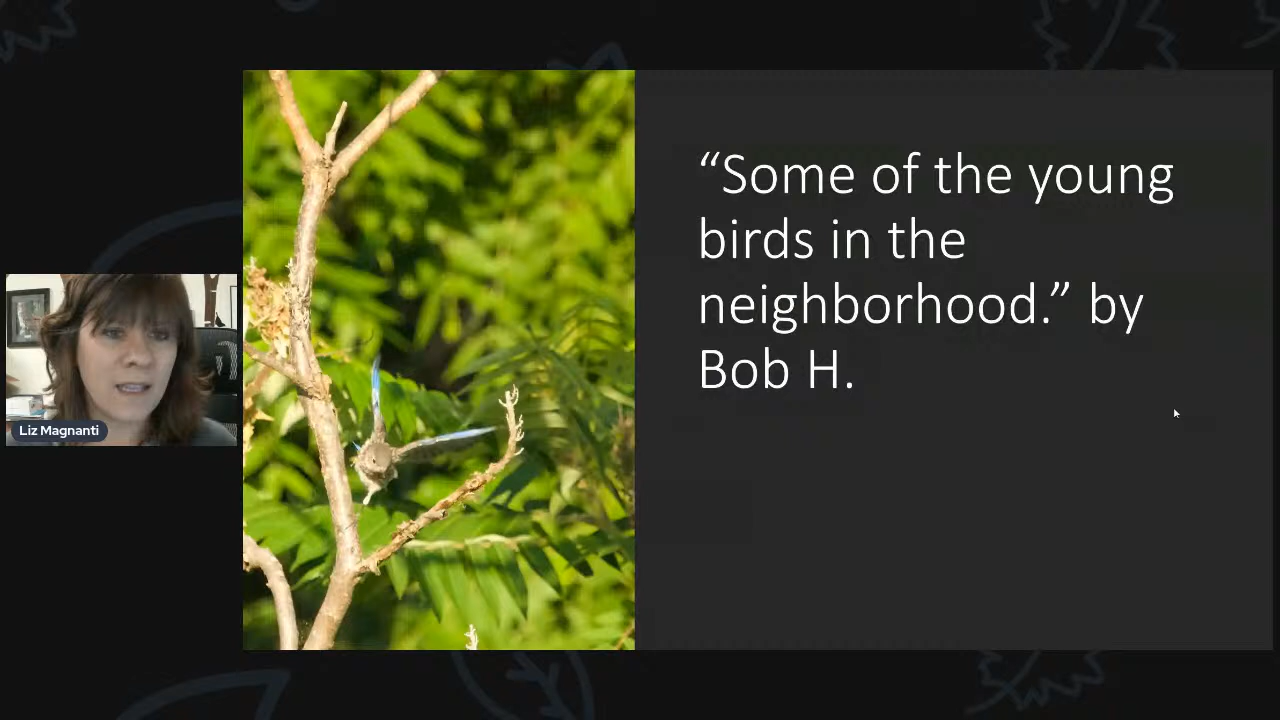 “Some of the young
birds in the
neighborhood.” by
Bob H.
Liz Magnanti